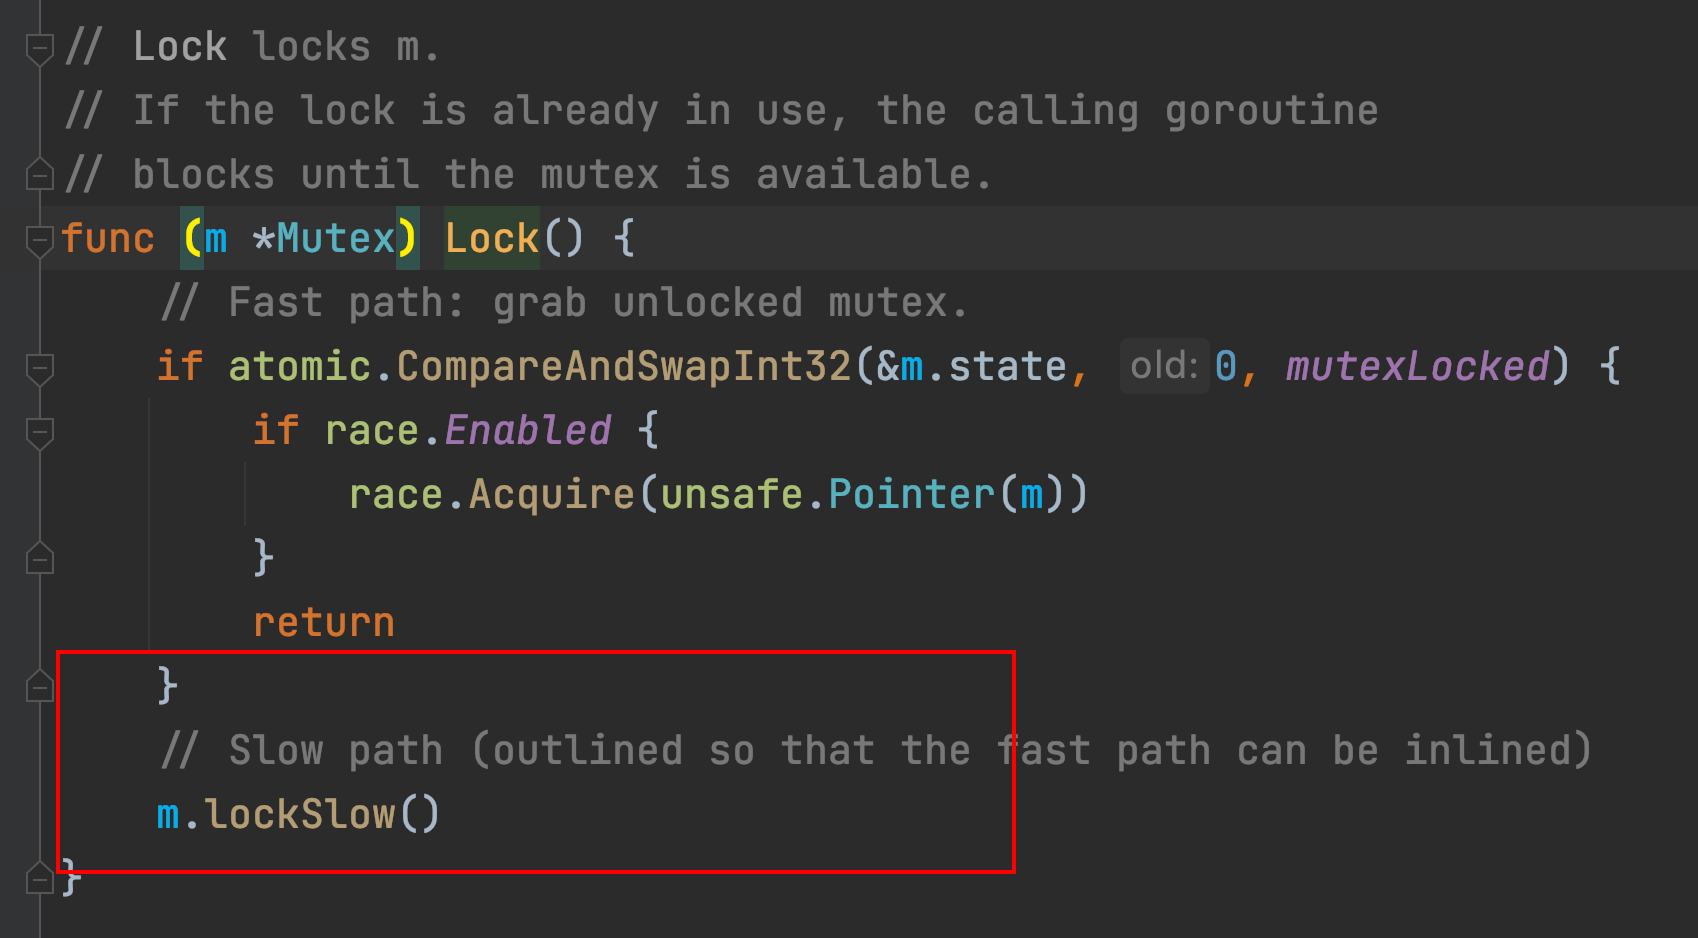 // Lock locks m.
// If the lock is already in use, the calling goroutine
// blocks until the mutex is available.
func (m *Mutex) Lock() {
    // Fast path: grab unlocked mutex.
    if atomic.CompareAndSwapInt32(&m.state, old: 0, mutexLocked) {
        if race.Enabled {
            race.Acquire(unsafe.Pointer(m))
        }
        return
    }
    // Slow path (outlined so that the fast path can be inlined)
    m.lockSlow()
}